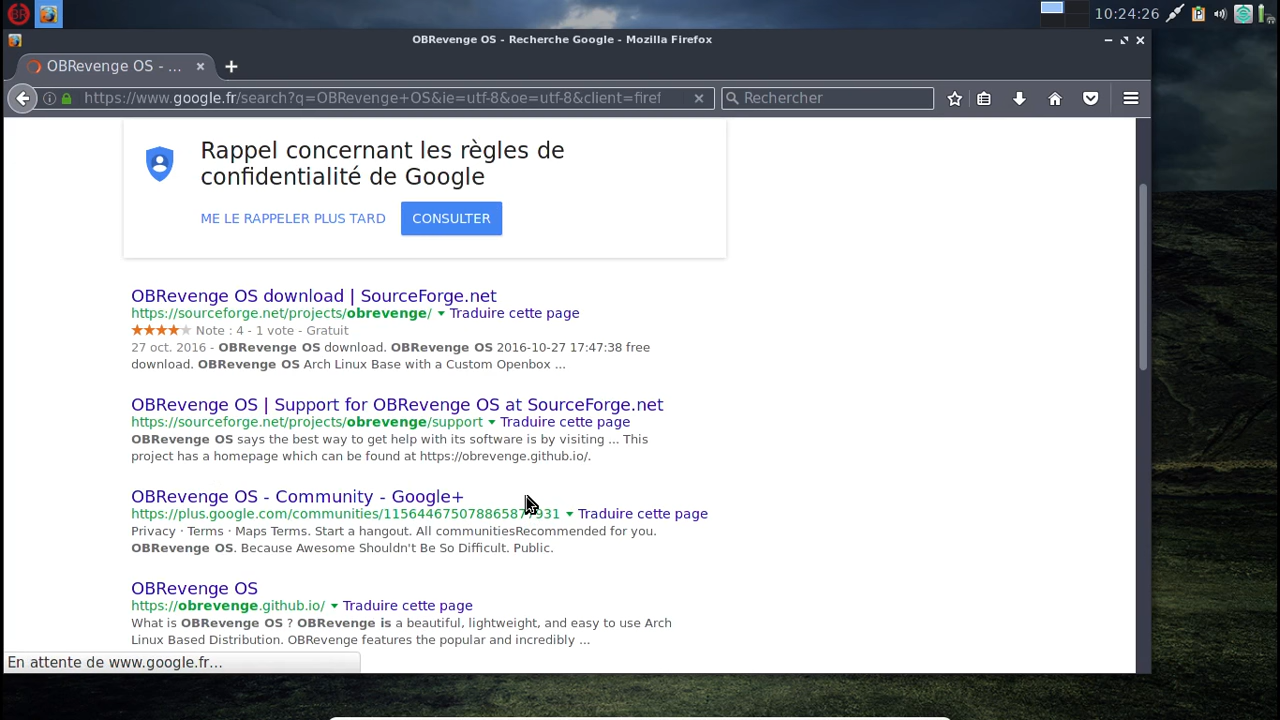 10:24:26
OBRevenge OS - Recherche Google - Mozilla Firefox
OBRevenge OS - ...
https://www.google.fr/search?q=OBRevenge+OS&ie=utf-8&oe=utf-8&client=firef
Rechercher
Rappel concernant les règles de
confidentialité de Google
ME LE RAPPELER PLUS TARD CONSULTER
OBRevenge OS download | SourceForge.net
https://sourceforge.net/projects/obrevenge/ Traduire cette page
Note : 4 - 1 vote - Gratuit
27 oct. 2016 - OBRevenge OS download. OBRevenge OS 2016-10-27 17:47:38 free
download. OBRevenge OS Arch Linux Base with a Custom Openbox ...
OBRevenge OS | Support for OBRevenge OS at SourceForge.net
https://sourceforge.net/projects/obrevenge/support Traduire cette page
OBRevenge OS says the best way to get help with its software is by visiting ... This
project has a homepage which can be found at https://obrevenge.github.io/.
OBRevenge OS - Community - Google+
Traduire cette page
Privacy · Terms · Maps Terms. Start a hangout. All communitiesRecommended for you.
OBRevenge OS. Because Awesome Shouldn't Be So Difficult. Public.
OBRevenge OS
https://obrevenge.github.io/ Traduire cette page
What is OBRevenge OS ? OBRevenge is a beautiful, lightweight, and easy to use Arch
Linux Based Distribution. OBRevenge features the popular and incredibly ...
En attente de www.google.fr...